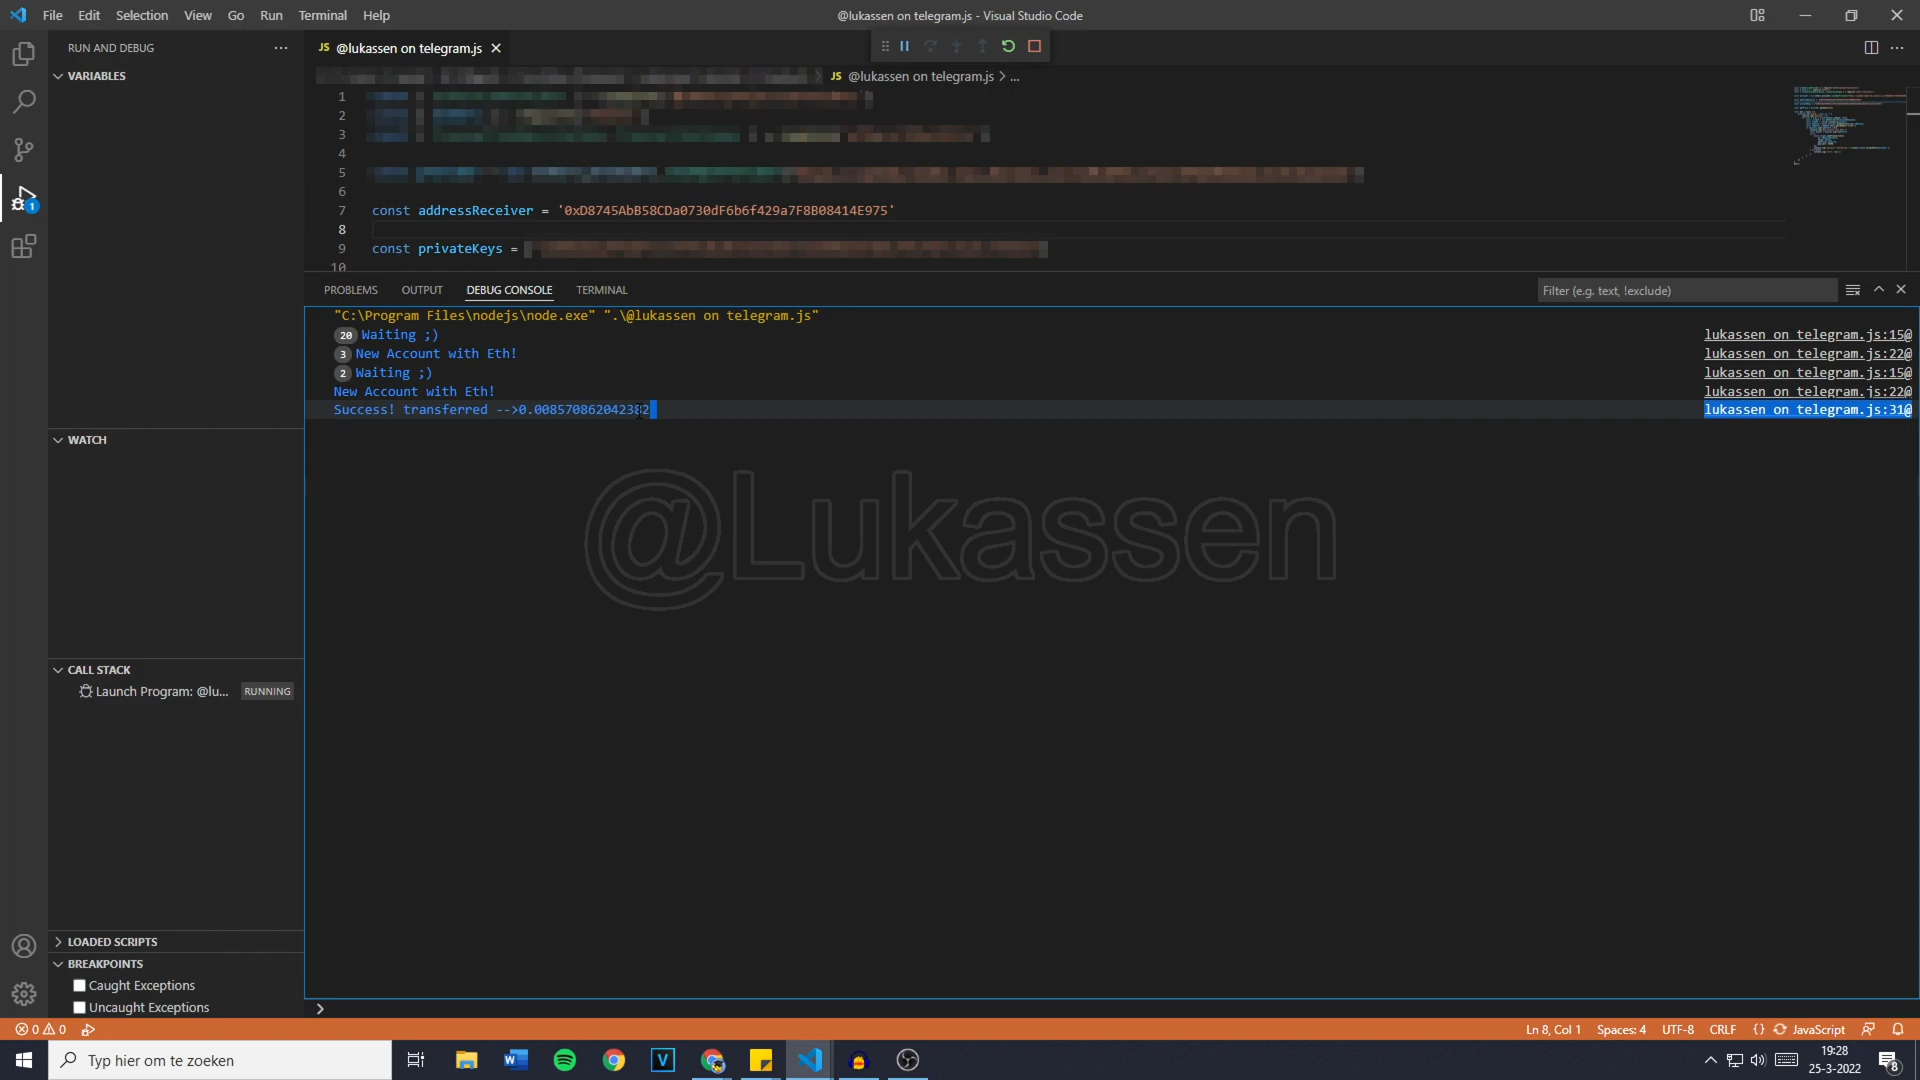 File Edit Selection View Go Run Terminal Help
@lukassen on telegram.js - Visual Studio Code
RUN AND DEBUG
JS @lukassen on telegram.js
VARIABLES
JS @lukassen on telegram.js > ...
1
2
3
4
5
6
7 const addressReceiver = '0xD8745AbB58CDa0730dF6b6f429a7F8B08414E975'
8
9 const privateKeys =
10
PROBLEMS OUTPUT DEBUG CONSOLE TERMINAL
Filter (e.g. text, !exclude)
"C:\Program Files\nodejs\node.exe" ".\@lukassen on telegram.js"
20 Waiting ;) lukassen on telegram.js:15@
3 New Account with Eth! lukassen on telegram.js:22@
2 Waiting ;) lukassen on telegram.js:15@
New Account with Eth! lukassen on telegram.js:22@
Success! transferred -->0.008570862042382 lukassen on telegram.js:31@
WATCH
@Lukassen
CALL STACK
Launch Program: @lu... RUNNING
LOADED SCRIPTS
BREAKPOINTS
Caught Exceptions
Uncaught Exceptions
0 0
Ln 8, Col 1 Spaces: 4 UTF-8 CRLF {} JavaScript
Typ hier om te zoeken
19:28
25-3-2022
8